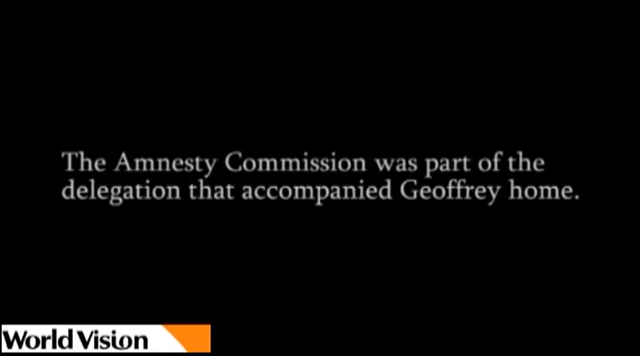 The Amnesty Commission was part of the
delegation that accompanied Geoffrey home.
World Vision